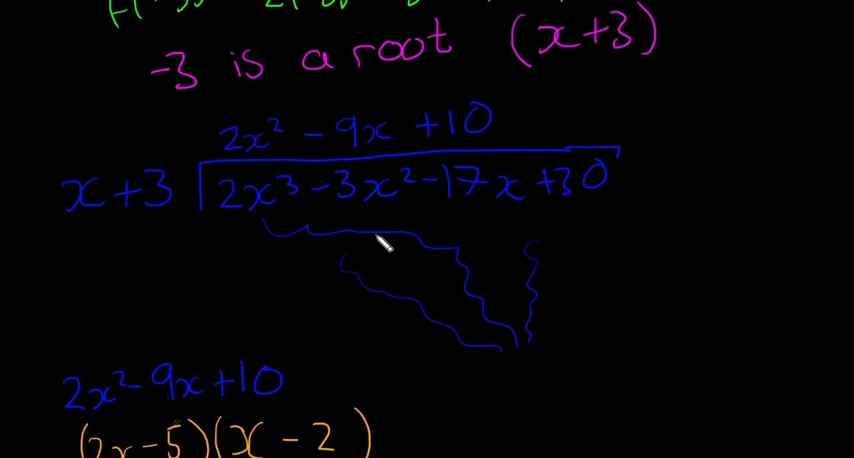 -3 is a root (x+3)
2x² - 9x + 10
x+3 2x³ - 3x² - 17x + 30
2x² - 9x + 10
(2x - 5)(x - 2)